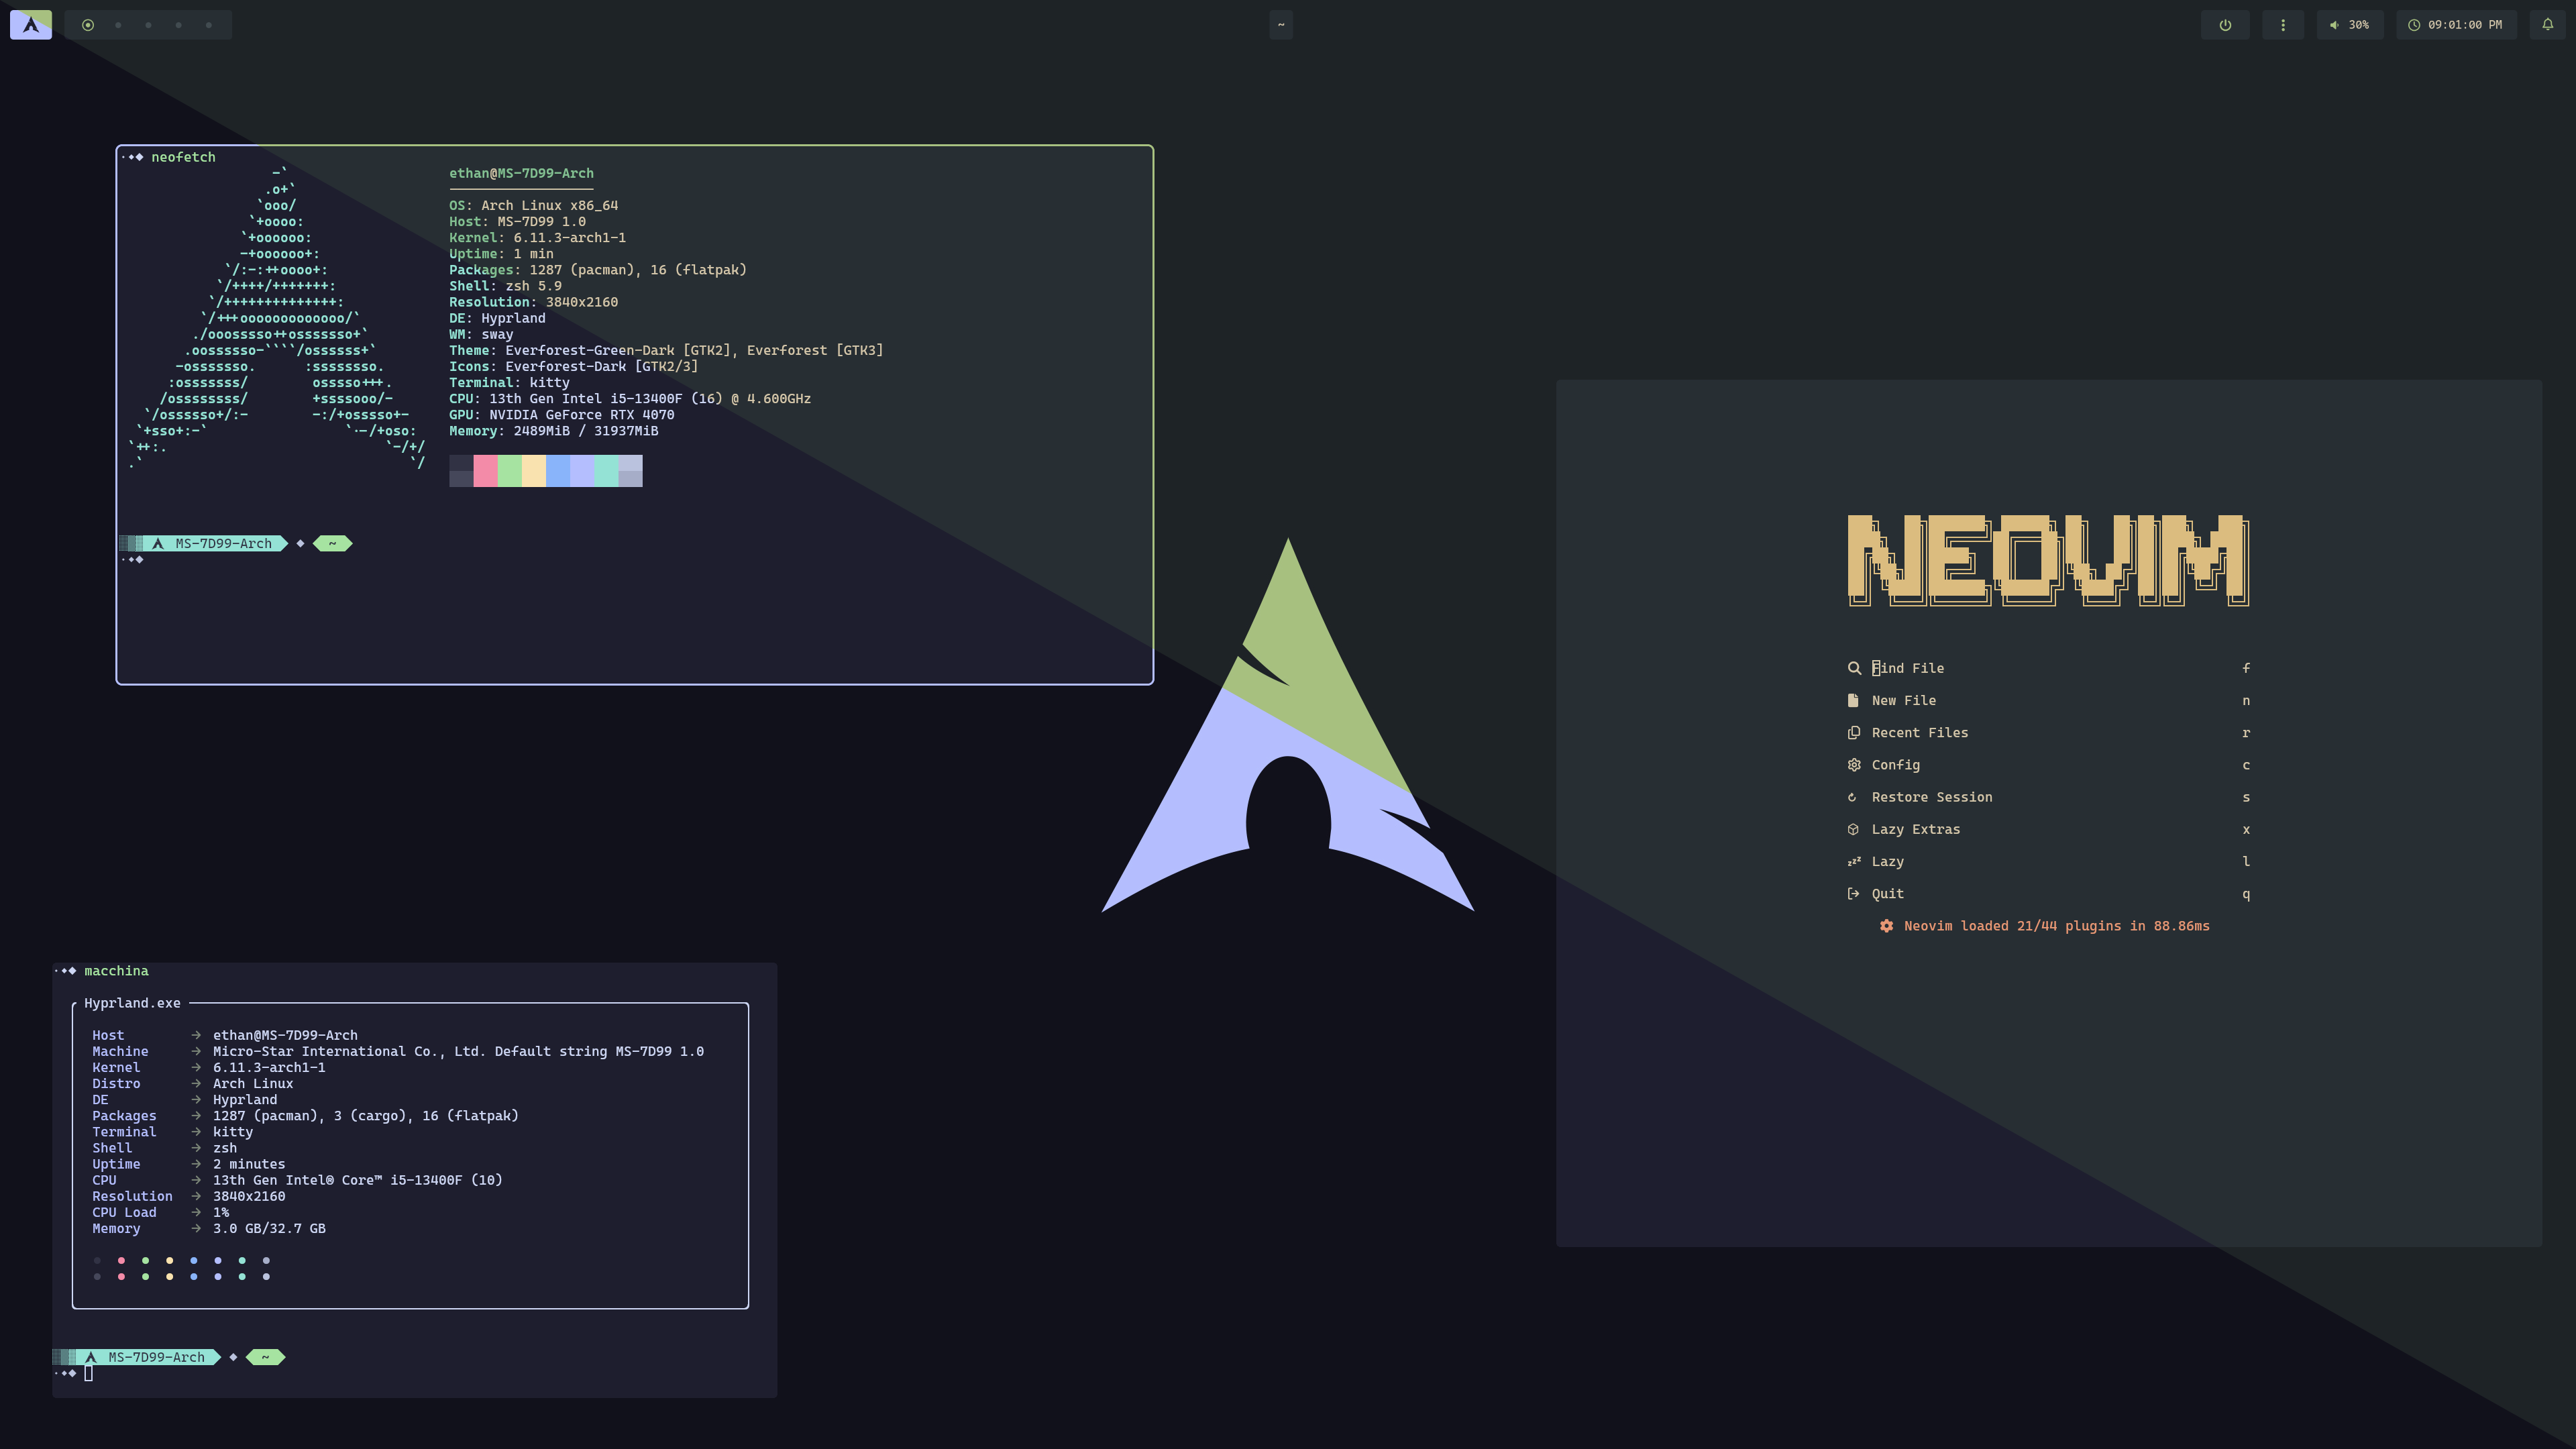 ~
30%
09:01:00 PM
neofetch
ethan@MS-7D99-Arch
OS: Arch Linux x86_64
Host: MS-7D99 1.0
Kernel: 6.11.3-arch1-1
Uptime: 1 min
Packages: 1287 (pacman), 16 (flatpak)
Shell: zsh 5.9
Resolution: 3840x2160
DE: Hyprland
WM: sway
Theme: Everforest-Green-Dark [GTK2], Everforest [GTK3]
Icons: Everforest-Dark [GTK2/3]
Terminal: kitty
CPU: 13th Gen Intel i5-13400F (16) @ 4.600GHz
GPU: NVIDIA GeForce RTX 4070
Memory: 2489MiB / 31937MiB
MS-7D99-Arch ~
NEOVIM
Find File f
New File n
Recent Files r
Config c
Restore Session s
Lazy Extras x
Lazy l
Quit q
Neovim loaded 21/44 plugins in 88.86ms
macchina
Hyprland.exe
Host → ethan@MS-7D99-Arch
Machine → Micro-Star International Co., Ltd. Default string MS-7D99 1.0
Kernel → 6.11.3-arch1-1
Distro → Arch Linux
DE → Hyprland
Packages → 1287 (pacman), 3 (cargo), 16 (flatpak)
Terminal → kitty
Shell → zsh
Uptime → 2 minutes
CPU → 13th Gen Intel® Core™ i5-13400F (10)
Resolution → 3840x2160
CPU Load → 1%
Memory → 3.0 GB/32.7 GB
MS-7D99-Arch ~